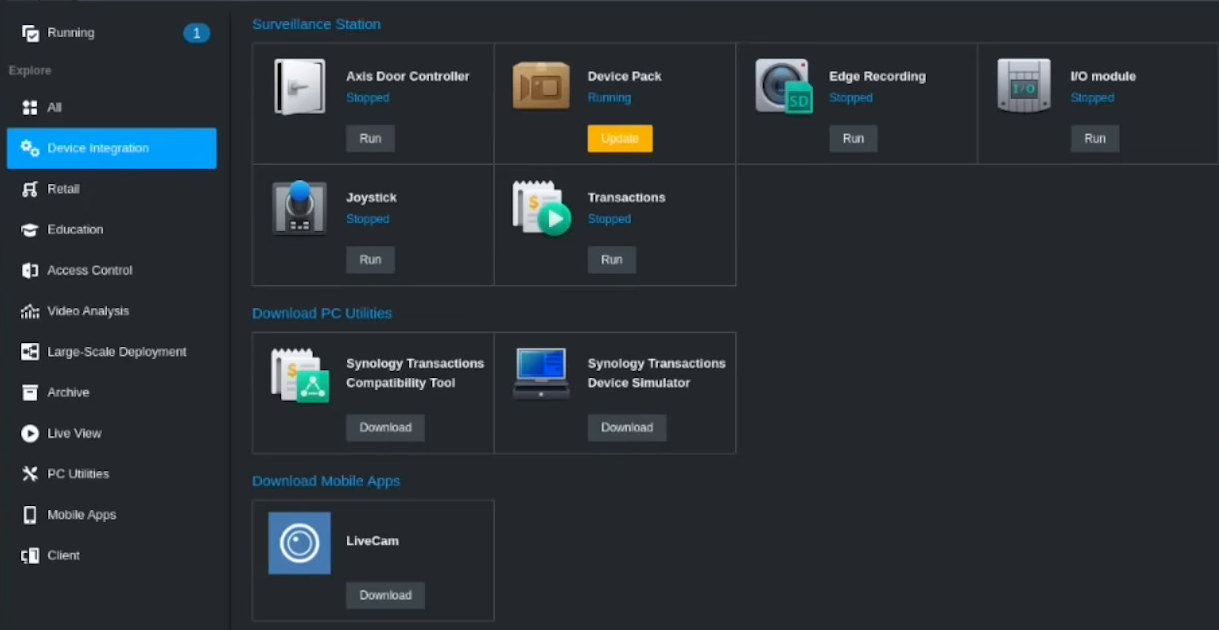 Running
1
Explore
All
Device Integration
Retail
Education
Access Control
Video Analysis
Large-Scale Deployment
Archive
Live View
PC Utilities
Mobile Apps
Client
Surveillance Station
Axis Door Controller
Stopped
Run
Device Pack
Running
Update
SD
Edge Recording
Stopped
Run
I/O
I/O module
Stopped
Run
Joystick
Stopped
Run
$
Transactions
Stopped
Run
Download PC Utilities
$
Synology Transactions
Compatibility Tool
Download
Synology Transactions
Device Simulator
Download
Download Mobile Apps
LiveCam
Download